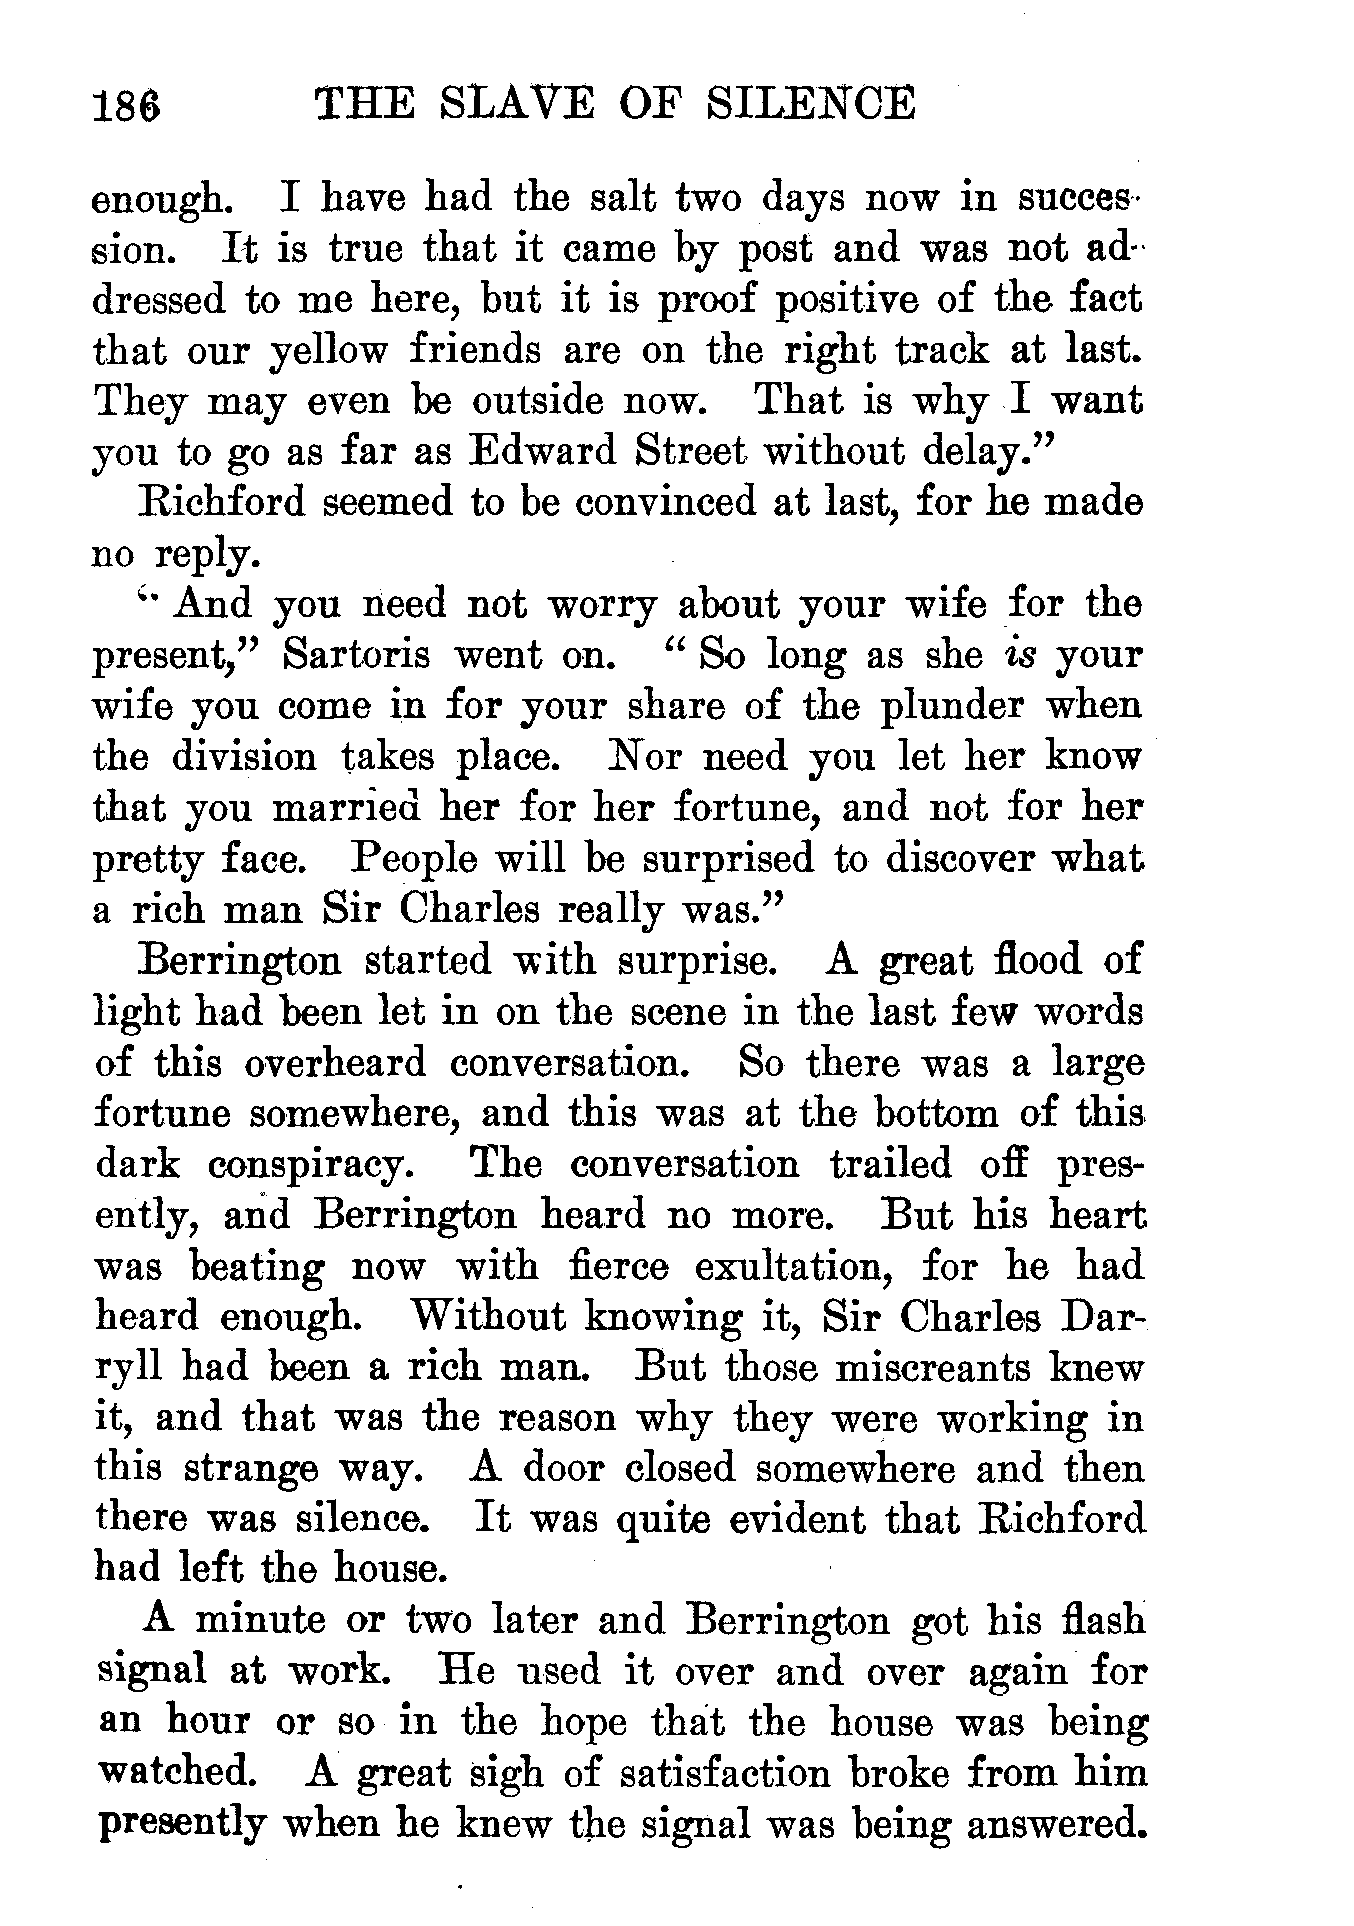 186 THE SLAVE OF SILENCE
enough. I have had the salt two days now in succes-
sion. It is true that it came by post and was not ad-
dressed to me here, but it is proof positive of the fact
that our yellow friends are on the right track at last.
They may even be outside now. That is why I want
you to go as far as Edward Street without delay.”
Richford seemed to be convinced at last, for he made
no reply.
“ And you need not worry about your wife for the
present,” Sartoris went on. “ So long as she is your
wife you come in for your share of the plunder when
the division takes place. Nor need you let her know
that you married her for her fortune, and not for her
pretty face. People will be surprised to discover what
a rich man Sir Charles really was.”
Berrington started with surprise. A great flood of
light had been let in on the scene in the last few words
of this overheard conversation. So there was a large
fortune somewhere, and this was at the bottom of this
dark conspiracy. The conversation trailed off pres-
ently, and Berrington heard no more. But his heart
was beating now with fierce exultation, for he had
heard enough. Without knowing it, Sir Charles Dar-
ryll had been a rich man. But those miscreants knew
it, and that was the reason why they were working in
this strange way. A door closed somewhere and then
there was silence. It was quite evident that Richford
had left the house.
A minute or two later and Berrington got his flash
signal at work. He used it over and over again for
an hour or so in the hope that the house was being
watched. A great sigh of satisfaction broke from him
presently when he knew the signal was being answered.